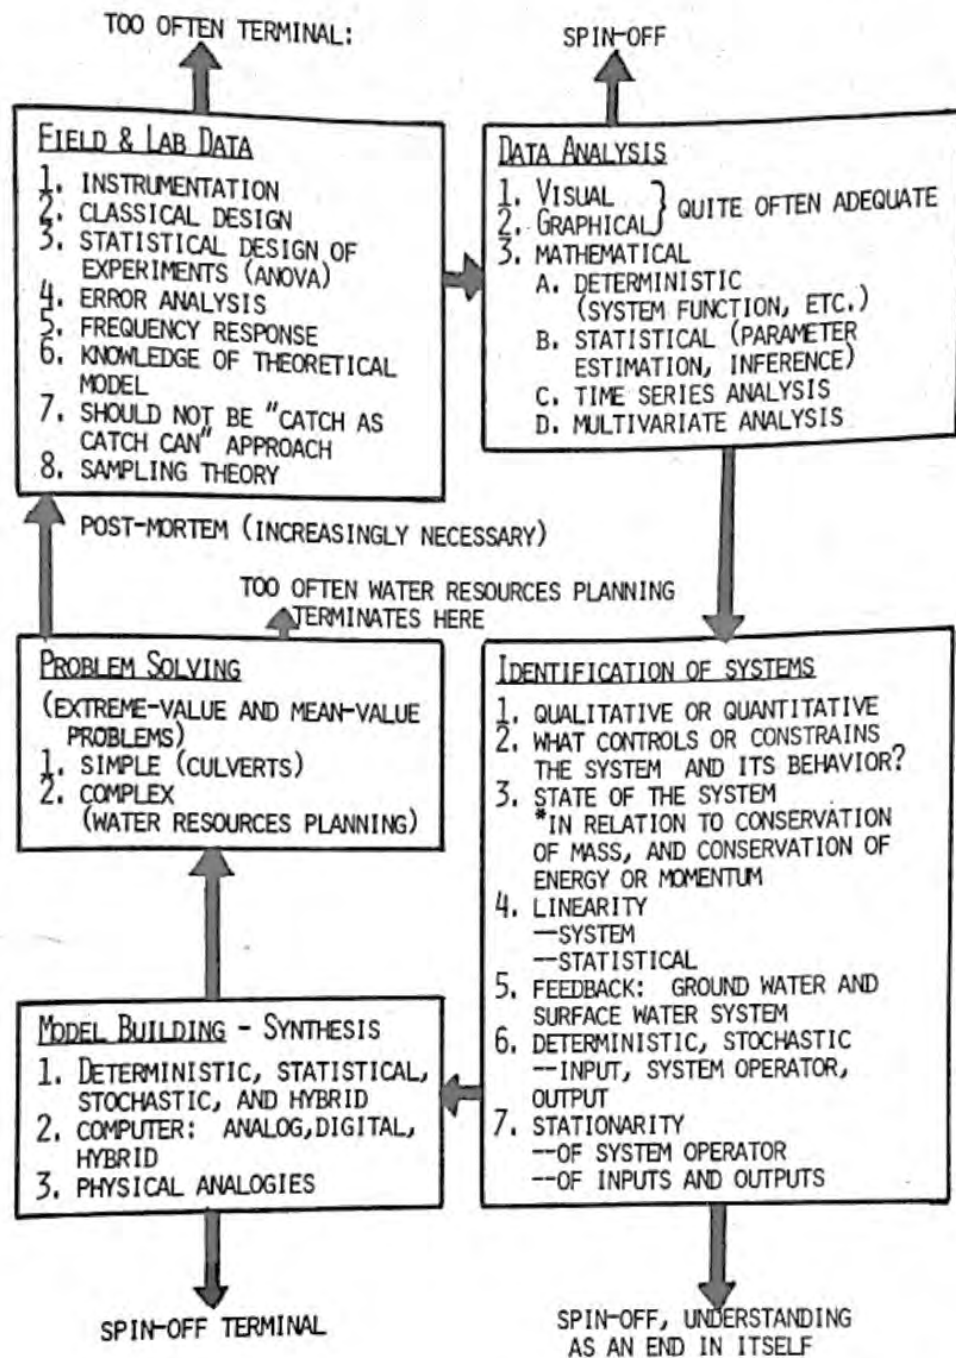 TOO OFTEN TERMINAL:
FIELD & LAB DATA
1. INSTRUMENTATION
2. CLASSICAL DESIGN
3. STATISTICAL DESIGN OF
EXPERIMENTS (ANOVA)
4. ERROR ANALYSIS
5. FREQUENCY RESPONSE
6. KNOWLEDGE OF THEORETICAL
MODEL
7. SHOULD NOT BE "CATCH AS
CATCH CAN" APPROACH
8. SAMPLING THEORY
SPIN-OFF
DATA ANALYSIS
1. VISUAL
2. GRAPHICAL} QUITE OFTEN ADEQUATE
3. MATHEMATICAL
A. DETERMINISTIC
(SYSTEM FUNCTION, ETC.)
B. STATISTICAL (PARAMETER
ESTIMATION, INFERENCE)
C. TIME SERIES ANALYSIS
D. MULTIVARIATE ANALYSIS
POST-MORTEM (INCREASINGLY NECESSARY)
TOO OFTEN WATER RESOURCES PLANNING
TERMINATES HERE
PROBLEM SOLVING
(EXTREME-VALUE AND MEAN-VALUE
PROBLEMS)
1. SIMPLE (CULVERTS)
2. COMPLEX
(WATER RESOURCES PLANNING)
IDENTIFICATION OF SYSTEMS
1. QUALITATIVE OR QUANTITATIVE
2. WHAT CONTROLS OR CONSTRAINS
THE SYSTEM AND ITS BEHAVIOR?
3. STATE OF THE SYSTEM
*IN RELATION TO CONSERVATION
OF MASS, AND CONSERVATION OF
ENERGY OR MOMENTUM
4. LINEARITY
--SYSTEM
--STATISTICAL
5. FEEDBACK: GROUND WATER AND
SURFACE WATER SYSTEM
6. DETERMINISTIC, STOCHASTIC
--INPUT, SYSTEM OPERATOR,
OUTPUT
7. STATIONARITY
--OF SYSTEM OPERATOR
--OF INPUTS AND OUTPUTS
MODEL BUILDING - SYNTHESIS
1. DETERMINISTIC, STATISTICAL,
STOCHASTIC, AND HYBRID
2. COMPUTER: ANALOG,DIGITAL,
HYBRID
3. PHYSICAL ANALOGIES
SPIN-OFF TERMINAL
SPIN-OFF, UNDERSTANDING
AS AN END IN ITSELF